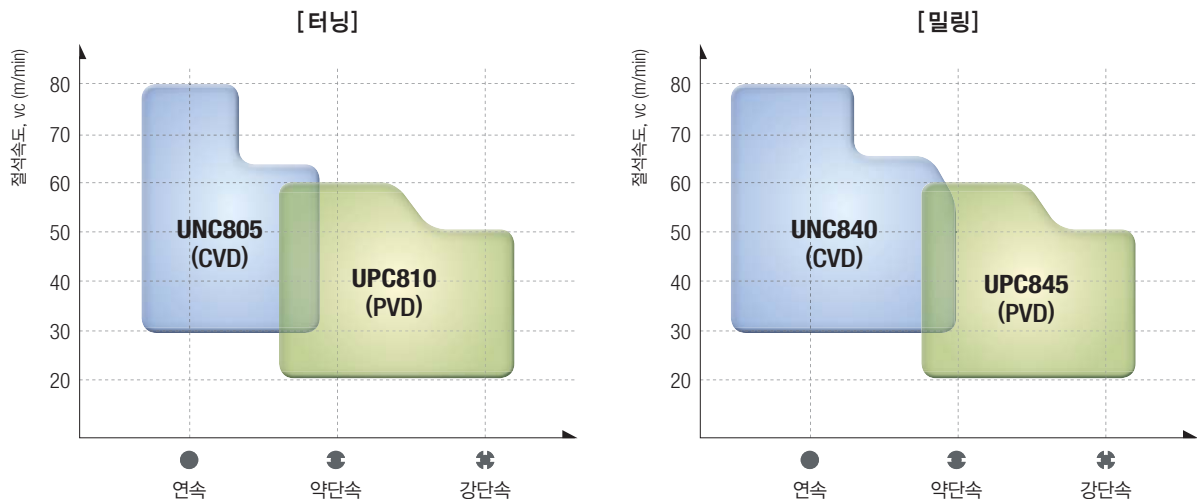 [터닝]
절삭속도, vc (m/min)
80
70
60
50
40
30
20
UNC805
(CVD)
UPC810
(PVD)
연속
약단속
강단속
[밀링]
절삭속도, vc (m/min)
80
70
60
50
40
30
20
UNC840
(CVD)
UPC845
(PVD)
연속
약단속
강단속